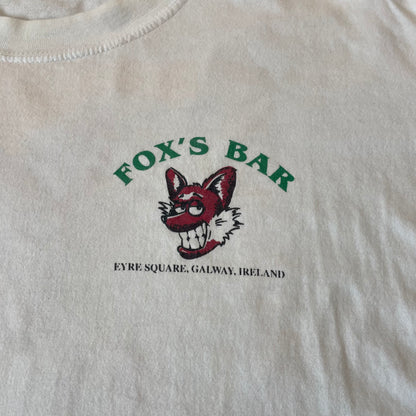 FOX'S BAR
EYRE SQUARE, GALWAY, IRELAND